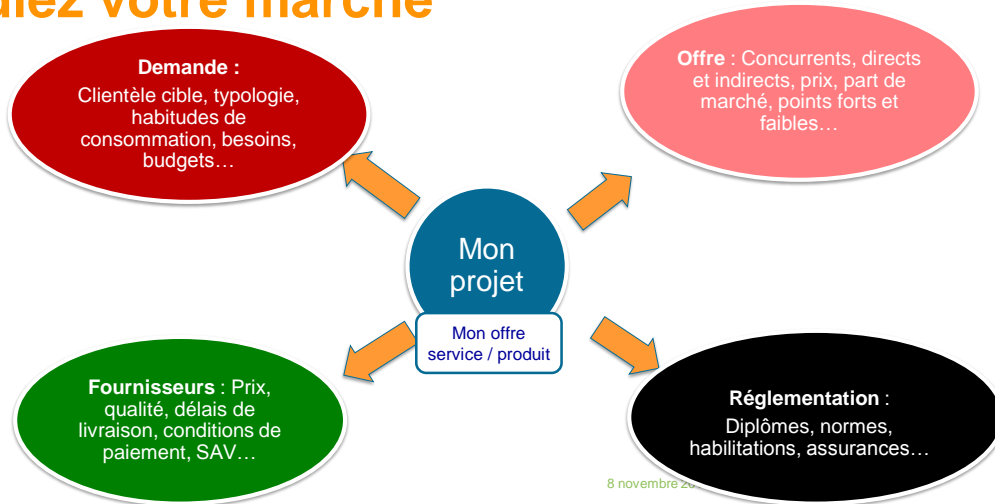 votre marché
Demande :
Clientèle cible, typologie,
habitudes de
consommation, besoins,
budgets…
Offre : Concurrents, directs
et indirects, prix, part de
marché, points forts et
faibles…
Mon
projet
Mon offre
service / produit
Fournisseurs : Prix,
qualité, délais de
livraison, conditions de
paiement, SAV…
Réglementation :
Diplômes, normes,
habilitations, assurances…
8 novembre